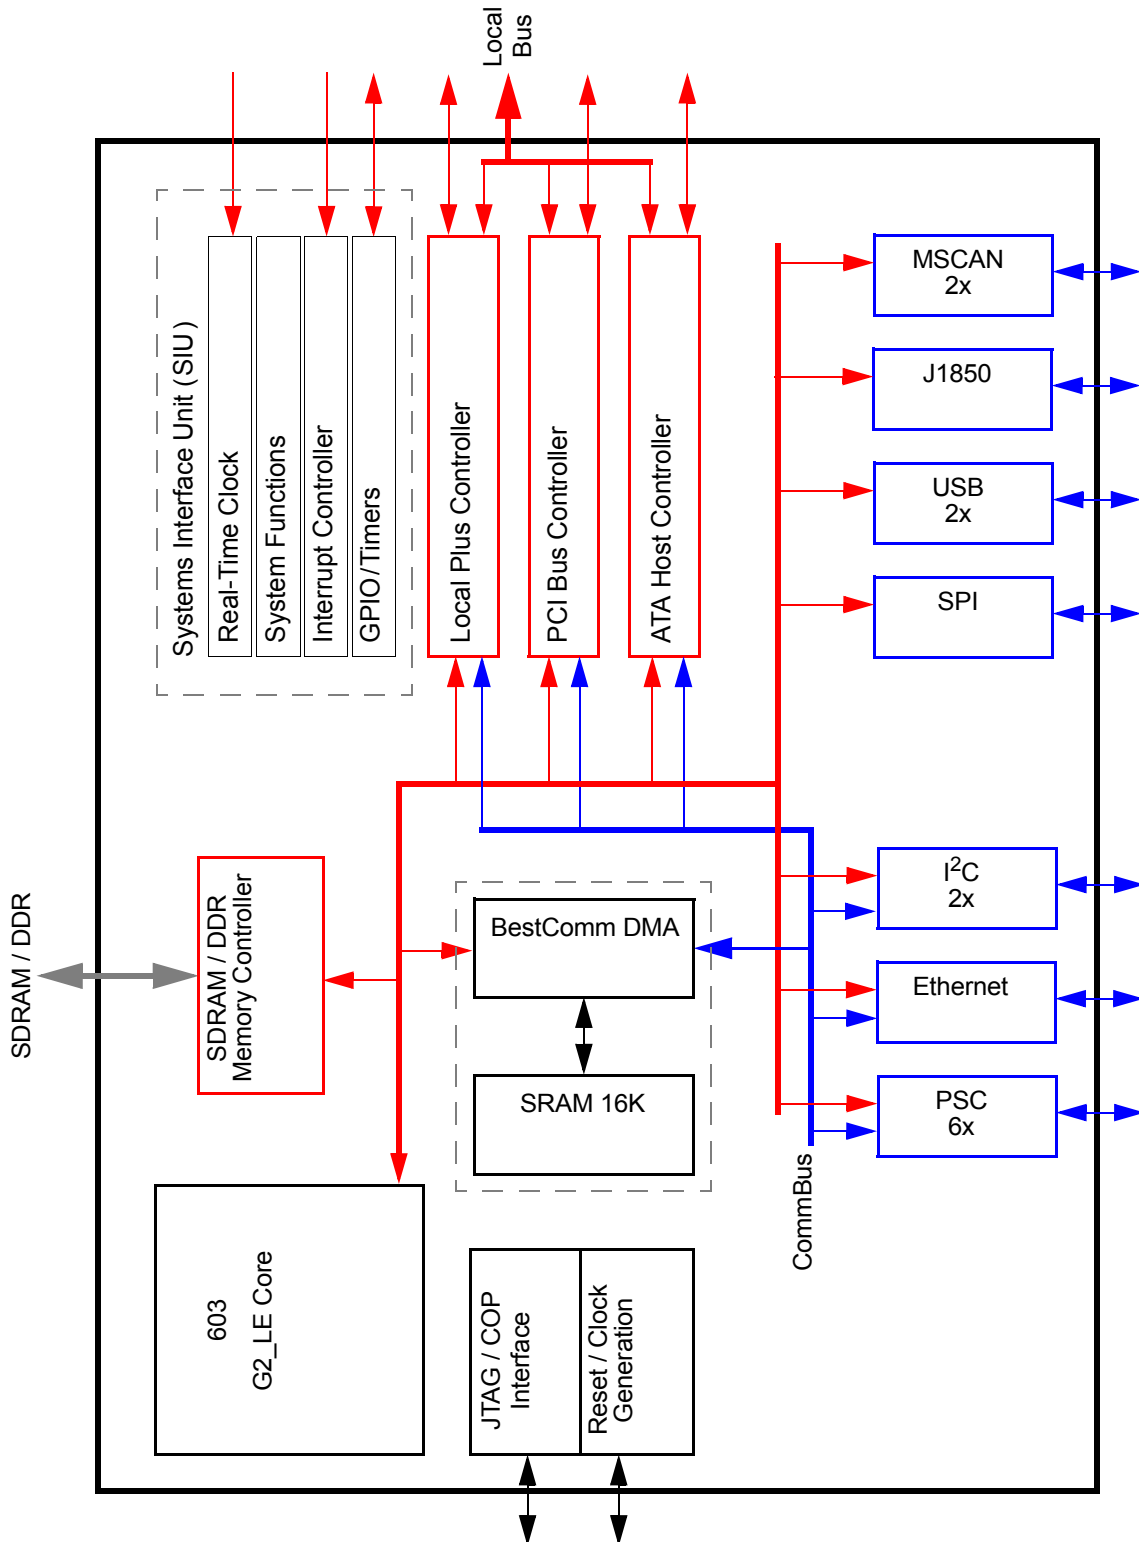 Local
Bus
Systems Interface Unit (SIU)
Real-Time Clock
System Functions
Interrupt Controller
GPIO/Timers
Local Plus Controller
PCI Bus Controller
ATA Host Controller
MSCAN
2x
J1850
USB
2x
SPI
SDRAM / DDR
SDRAM / DDR
Memory Controller
BestComm DMA
SRAM 16K
I²C
2x
Ethernet
PSC
6x
CommBus
603
G2_LE Core
JTAG / COP
Interface
Reset / Clock
Generation